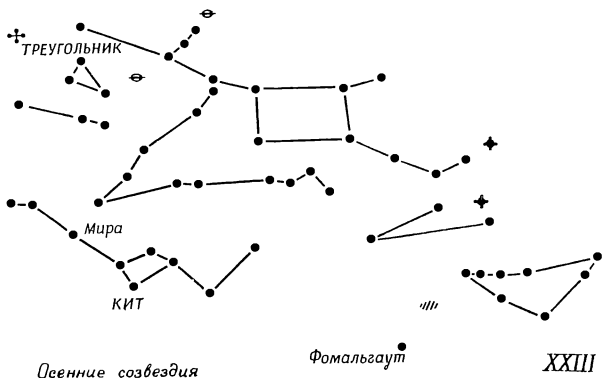 ТРЕУГОЛЬНИК
Мира
КИТ
Фомальгаут
Осенние созвездия
XXIII